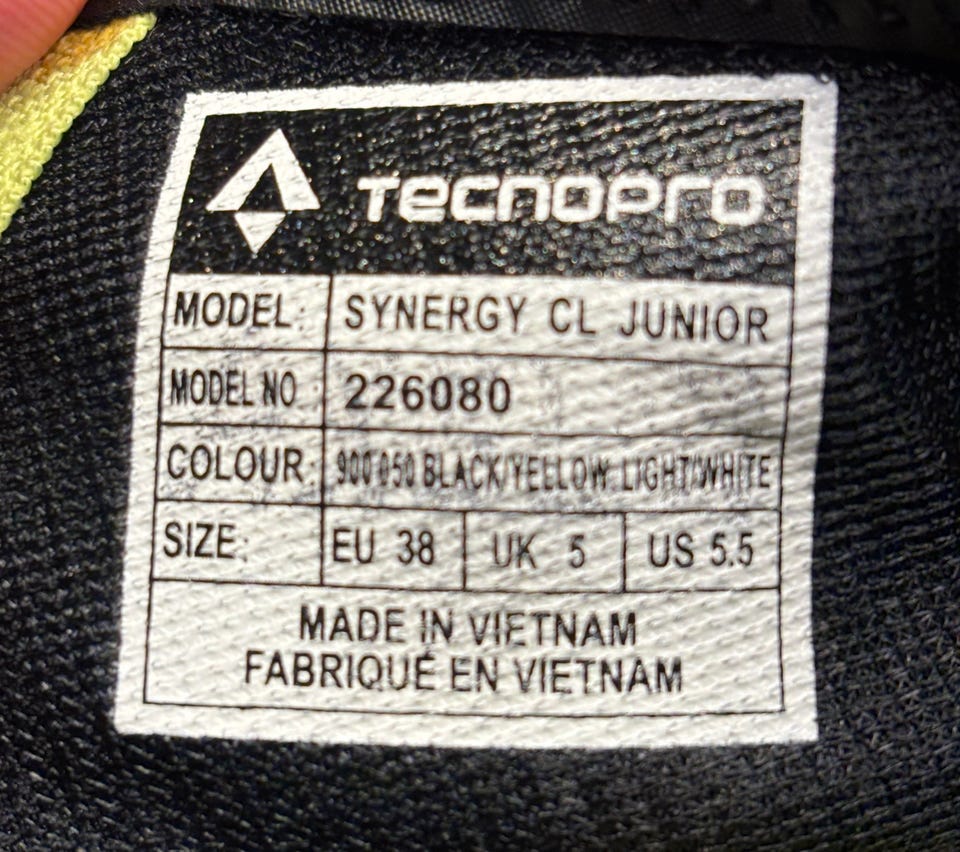 TECNOPRO
MODEL: SYNERGY CL JUNIOR
MODEL NO 226080
COLOUR: 900 050 BLACK/YELLOW LIGHT/WHITE
SIZE: EU 38 UK 5 US 5.5
MADE IN VIETNAM
FABRIQUÉ EN VIETNAM